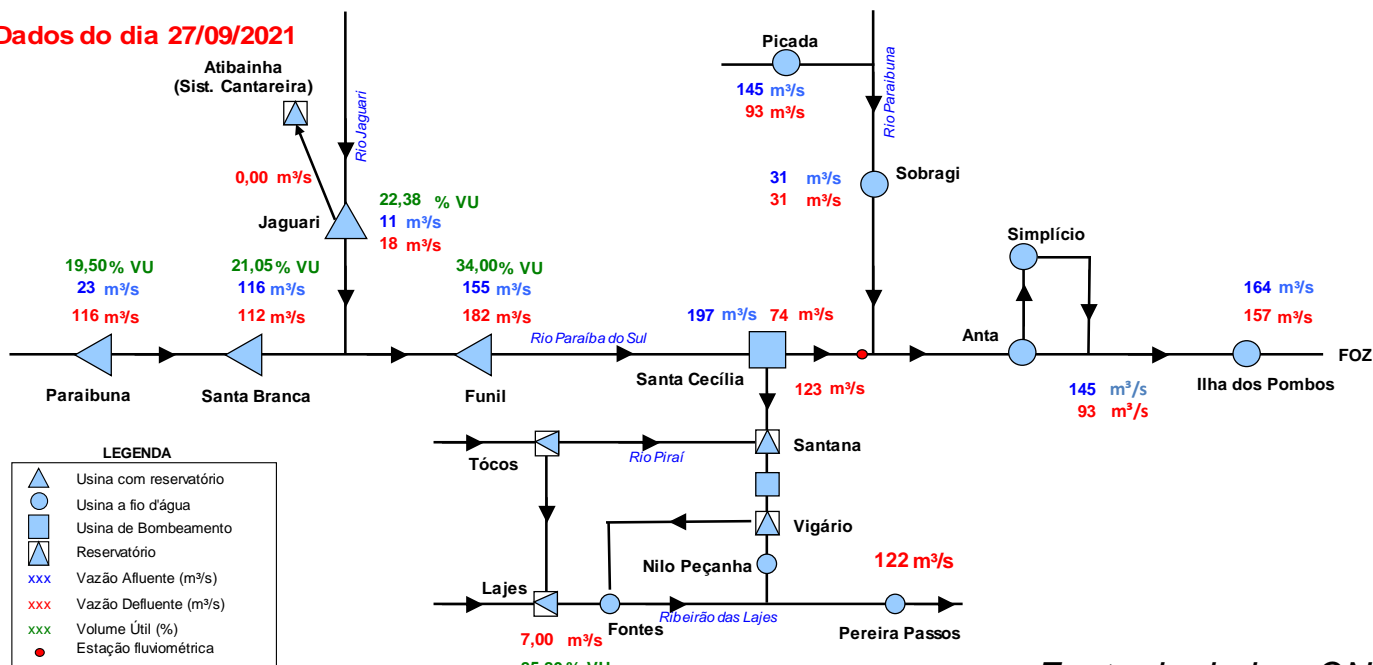 Dados do dia 27/09/2021
Atibainha
(Sist. Cantareira)
Rio Jaguari
0,00 m³/s
Jaguari
22,38 % VU
11 m³/s
18 m³/s
Picada
145 m³/s
93 m³/s
Rio Paraibuna
31 m³/s
31 m³/s
Sobragi
Simplício
19,50% VU
23 m³/s
116 m³/s
21,05% VU
116 m³/s
112 m³/s
34,00% VU
155 m³/s
182 m³/s
Rio Paraíba do Sul
197 m³/s 74 m³/s
164 m³/s
157 m³/s
Anta
FOZ
Paraibuna
Santa Branca
Funil
Santa Cecília
123 m³/s
145 m³/s
93 m³/s
Ilha dos Pombos
Tócos
Rio Piraí
Santana
Vigário
Nilo Peçanha
122 m³/s
Lajes
Fontes
Ribeirão das Lajes
Pereira Passos
7,00 m³/s
LEGENDA
Usina com reservatório
Usina a fio d'água
Usina de Bombeamento
Reservatório
xxx Vazão Afluente (m³/s)
xxx Vazão Defluente (m³/s)
xxx Volume Útil (%)
Estação fluviométrica